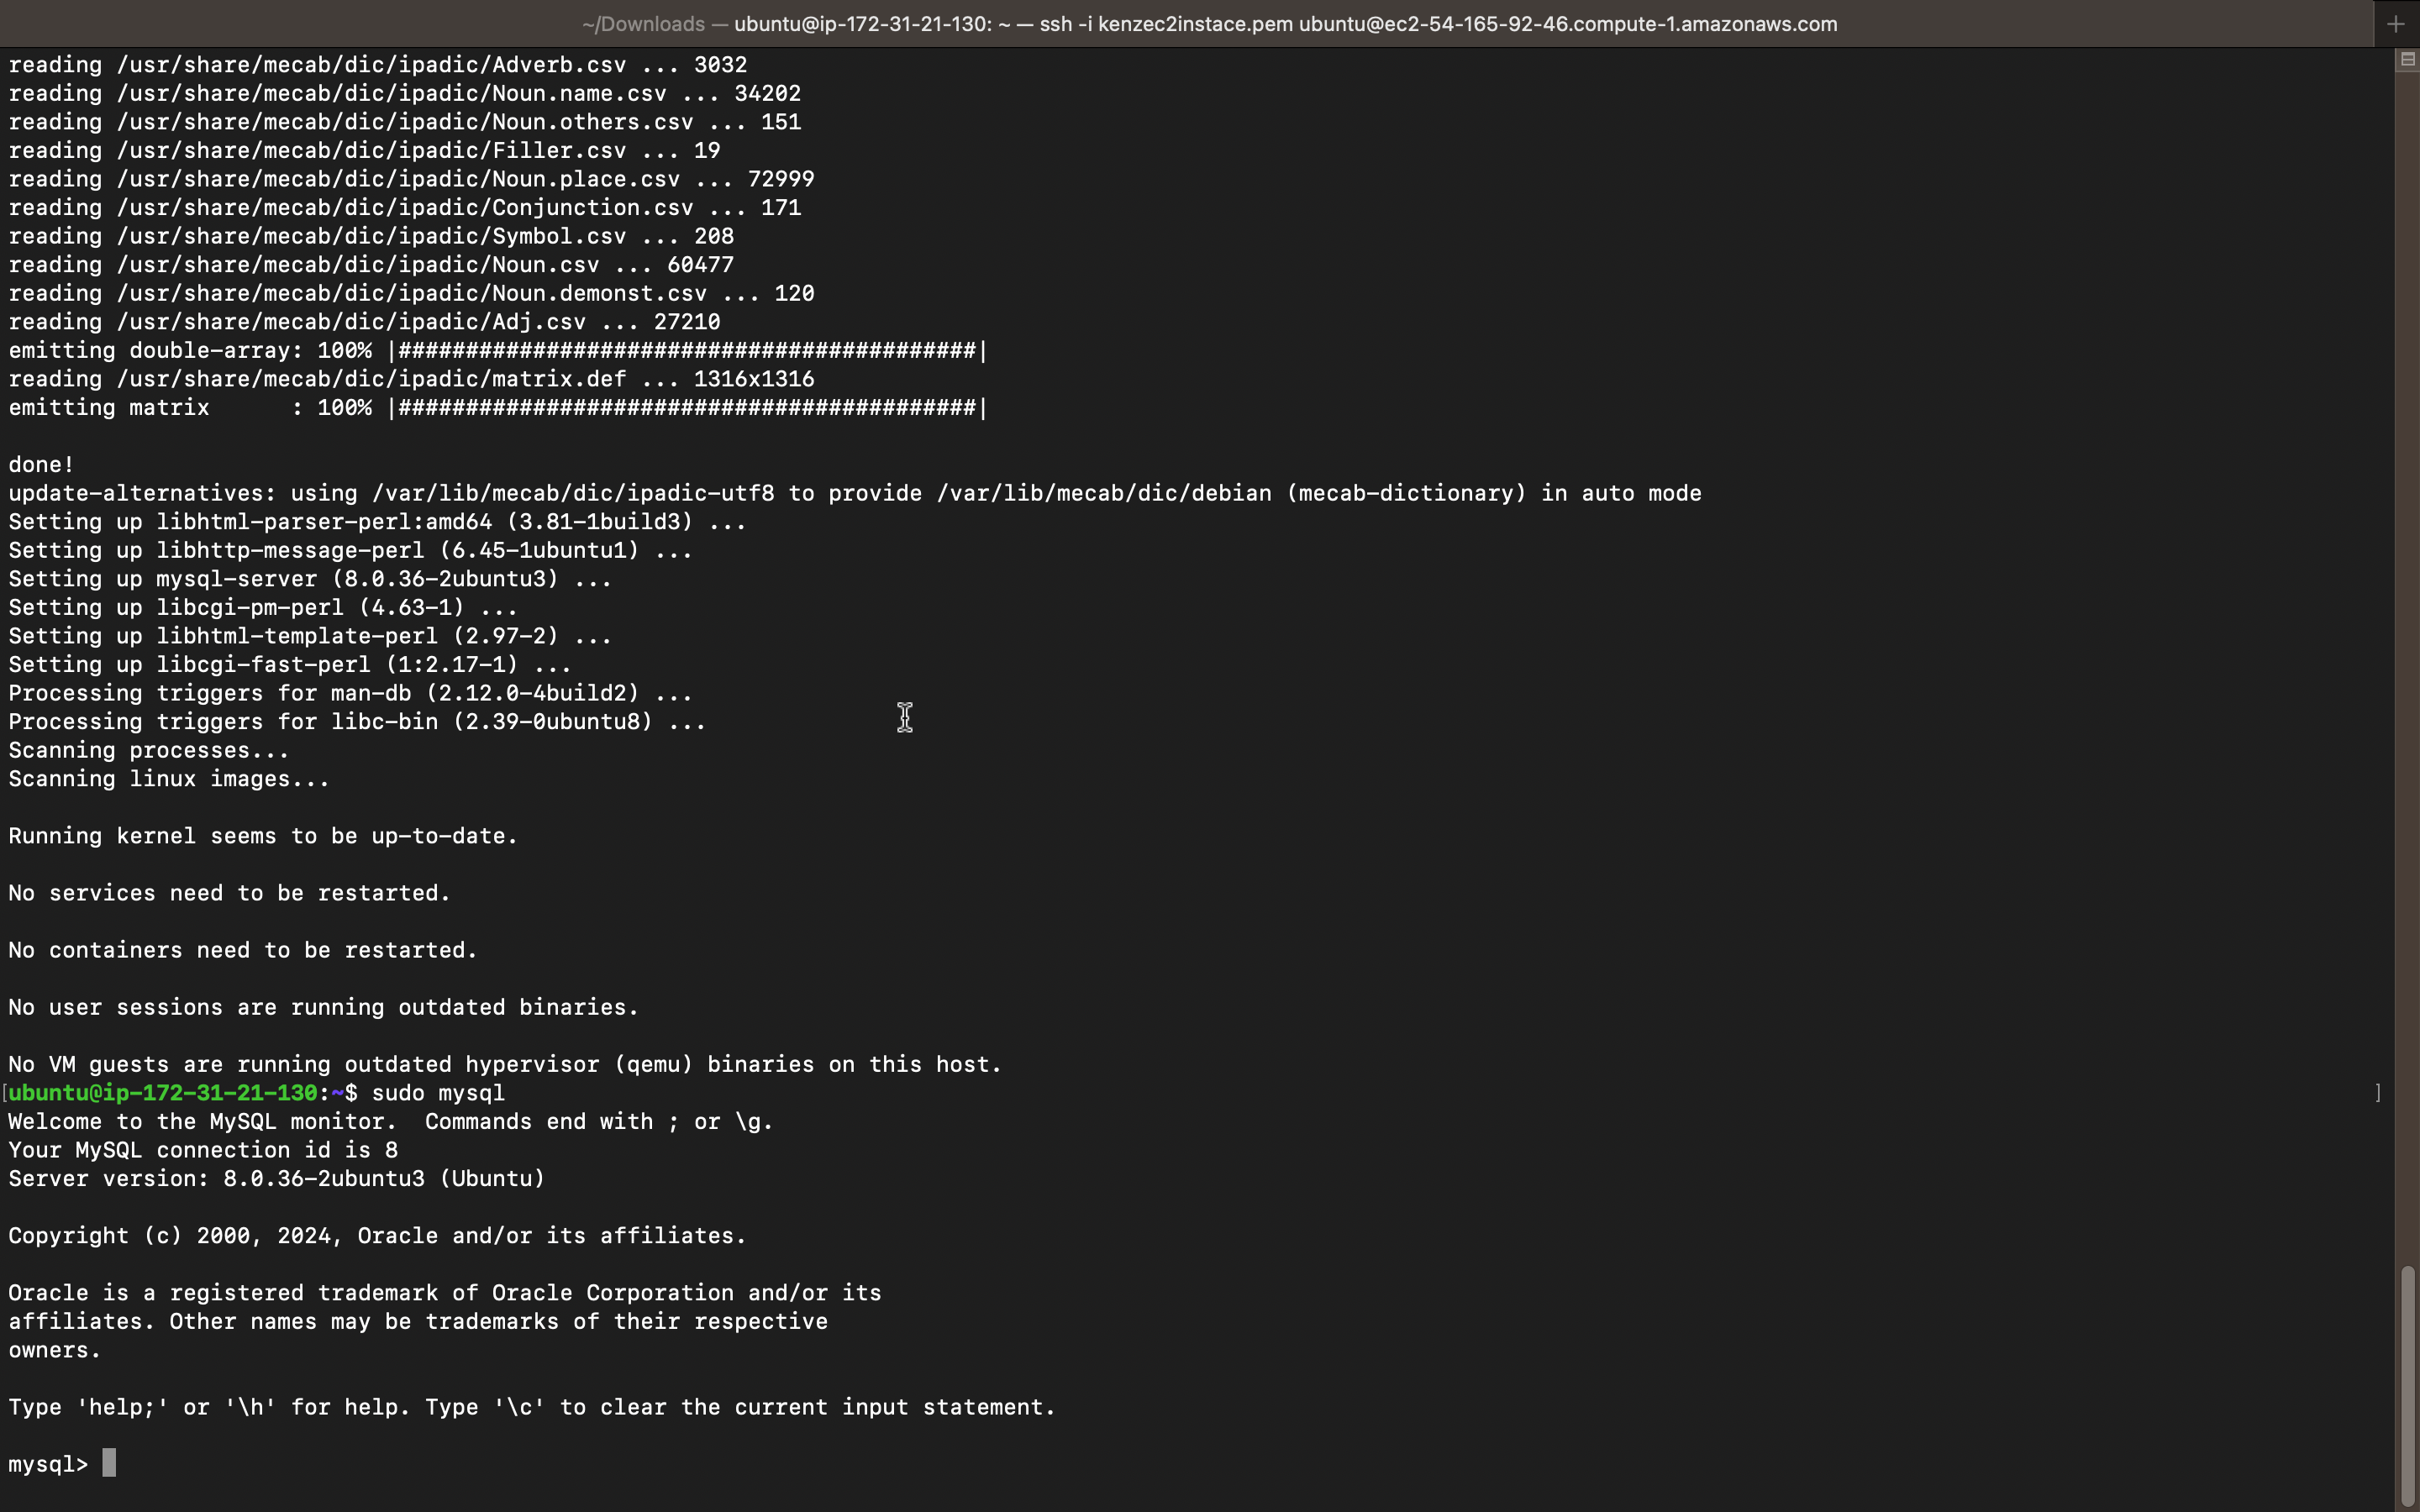 ~/Downloads — ubuntu@ip-172-31-21-130: ~ — ssh -i kenzec2instace.pem ubuntu@ec2-54-165-92-46.compute-1.amazonaws.com
reading /usr/share/mecab/dic/ipadic/Adverb.csv ... 3032
reading /usr/share/mecab/dic/ipadic/Noun.name.csv ... 34202
reading /usr/share/mecab/dic/ipadic/Noun.others.csv ... 151
reading /usr/share/mecab/dic/ipadic/Filler.csv ... 19
reading /usr/share/mecab/dic/ipadic/Noun.place.csv ... 72999
reading /usr/share/mecab/dic/ipadic/Conjunction.csv ... 171
reading /usr/share/mecab/dic/ipadic/Symbol.csv ... 208
reading /usr/share/mecab/dic/ipadic/Noun.csv ... 60477
reading /usr/share/mecab/dic/ipadic/Noun.demonst.csv ... 120
reading /usr/share/mecab/dic/ipadic/Adj.csv ... 27210
emitting double-array: 100% |###########################################|
reading /usr/share/mecab/dic/ipadic/matrix.def ... 1316x1316
emitting matrix      : 100% |###########################################|
done!
update-alternatives: using /var/lib/mecab/dic/ipadic-utf8 to provide /var/lib/mecab/dic/debian (mecab-dictionary) in auto mode
Setting up libhtml-parser-perl:amd64 (3.81-1build3) ...
Setting up libhttp-message-perl (6.45-1ubuntu1) ...
Setting up mysql-server (8.0.36-2ubuntu3) ...
Setting up libcgi-pm-perl (4.63-1) ...
Setting up libhtml-template-perl (2.97-2) ...
Setting up libcgi-fast-perl (1:2.17-1) ...
Processing triggers for man-db (2.12.0-4build2) ...
Processing triggers for libc-bin (2.39-0ubuntu8) ...
Scanning processes...
Scanning linux images...
Running kernel seems to be up-to-date.
No services need to be restarted.
No containers need to be restarted.
No user sessions are running outdated binaries.
No VM guests are running outdated hypervisor (qemu) binaries on this host.
[ubuntu@ip-172-31-21-130:~$ sudo mysql ]
Welcome to the MySQL monitor.  Commands end with ; or \g.
Your MySQL connection id is 8
Server version: 8.0.36-2ubuntu3 (Ubuntu)
Copyright (c) 2000, 2024, Oracle and/or its affiliates.
Oracle is a registered trademark of Oracle Corporation and/or its
affiliates. Other names may be trademarks of their respective
owners.
Type 'help;' or '\h' for help. Type '\c' to clear the current input statement.
mysql>